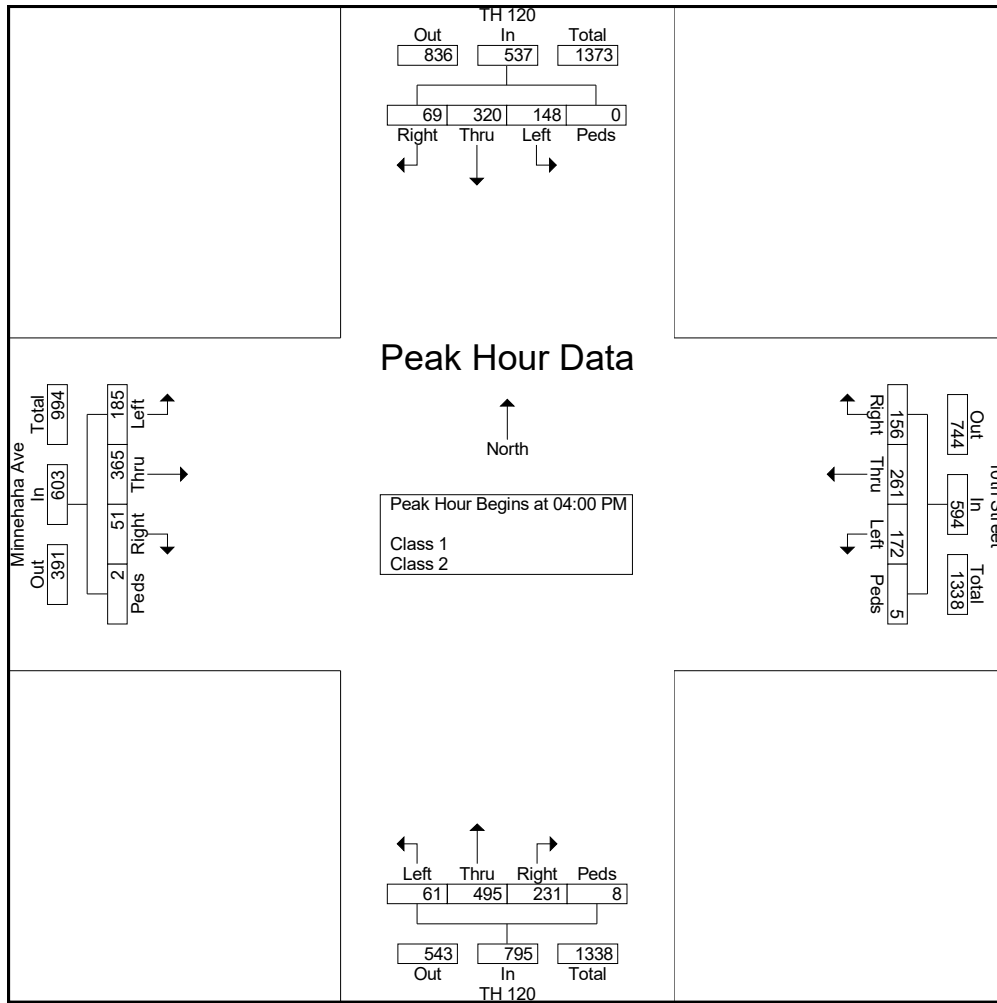 TH 120
Out In Total
836 537 1373
69 320 148 0
Right Thru Left Peds
Peak Hour Data
North
Peak Hour Begins at 04:00 PM
Class 1
Class 2
Minnehaha Ave
Out In Total
391 603 994
185 365 51 2
Left Thru Right Peds
Out In Total
744 594 1338
156 261 172 5
Right Thru Left Peds
Left Thru Right Peds
61 495 231 8
543 795 1338
Out In Total
TH 120